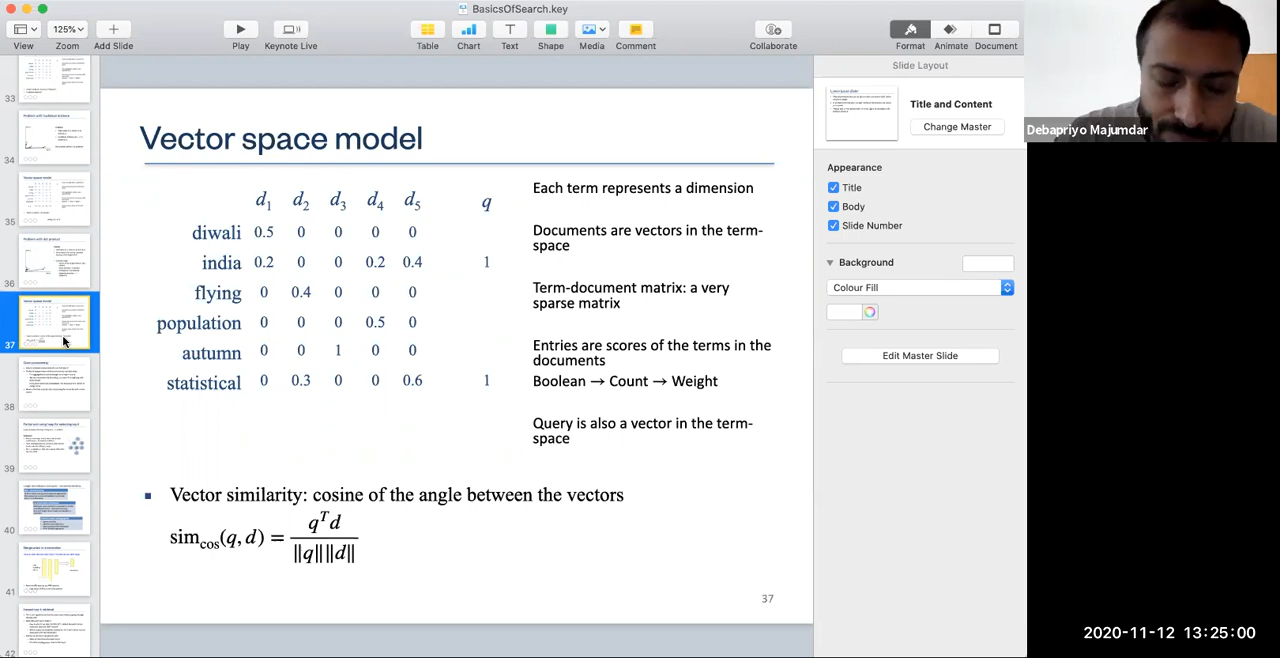 BasicsOfSearch.key
125%
View Zoom Add Slide Play Keynote Live Table Chart Text Shape Media Comment Collaborate Format Animate Document
33
34
35
36
37
38
39
40
41
42
Vector space model
d1 d2 d3 d4 d5 q
diwali 0.5 0 0 0 0
india 0.2 0 0 0.2 0.4 1
flying 0 0.4 0 0 0
population 0 0 0 0.5 0
autumn 0 0 1 0 0
statistical 0 0.3 0 0 0.6 1
Each term represents a dimension
Documents are vectors in the term-
space
Term-document matrix: a very
sparse matrix
Entries are scores of the terms in the
documents
Boolean → Count → Weight
Query is also a vector in the term-
space
▪ Vector similarity: cosine of the angle between the vectors
sim_cos(q, d) = q^T d / ‖q‖‖d‖
37
Slide Layout
Title and Content
Change Master
Appearance
Title
Body
Slide Number
Background
Colour Fill
Edit Master Slide
Debapriyo Majumdar
2020-11-12 13:25:00